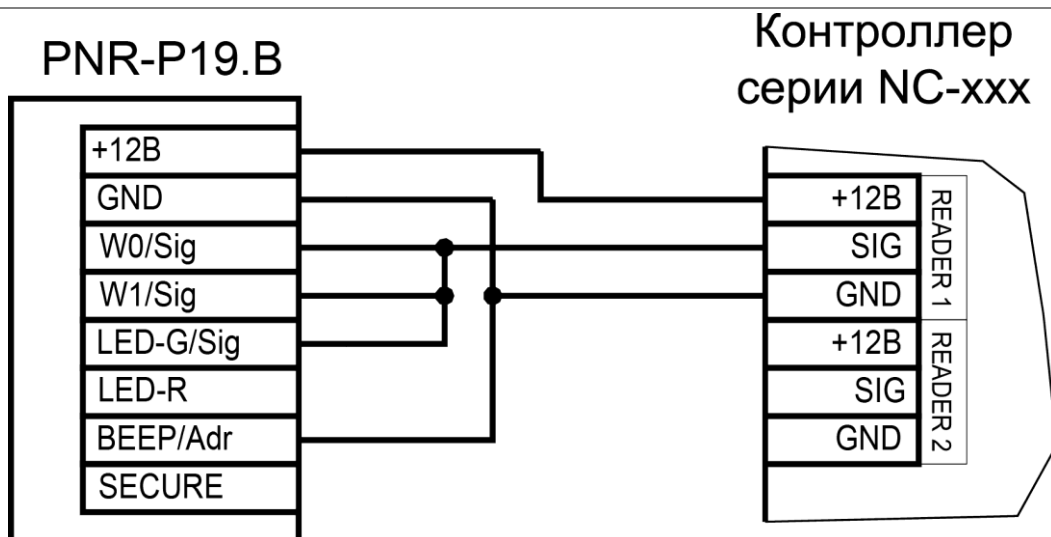 PNR-P19.B
+12В
GND
W0/Sig
W1/Sig
LED-G/Sig
LED-R
BEEP/Adr
SECURE
Контроллер
серии NC-xxx
+12В
SIG
GND
READER 1
+12В
SIG
GND
READER 2